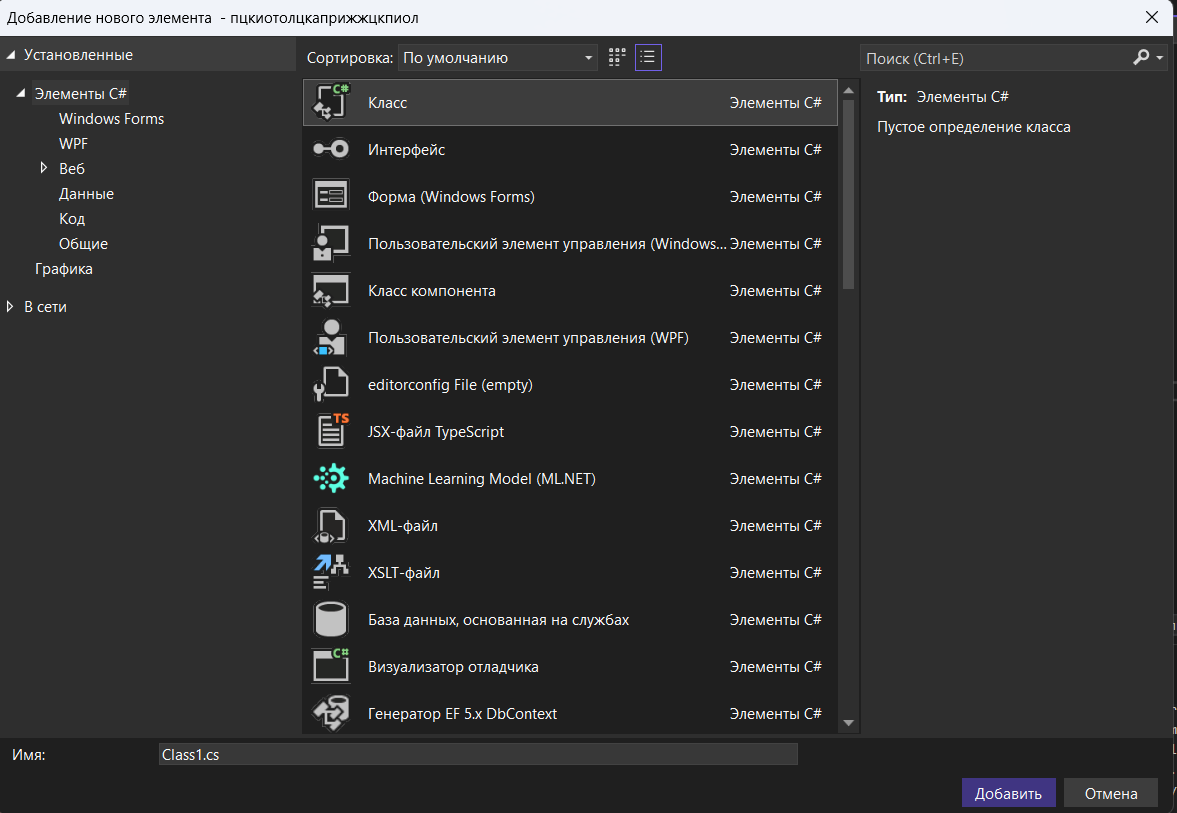 Добавление нового элемента - пцкиотолцкаприжжцкпиол
Установленные
Сортировка: По умолчанию
Поиск (Ctrl+E)
Элементы C#
Windows Forms
WPF
Веб
Данные
Код
Общие
Графика
В сети
C# Класс Элементы C#
Интерфейс Элементы C#
Форма (Windows Forms) Элементы C#
Пользовательский элемент управления (Windows... Элементы C#
Класс компонента Элементы C#
Пользовательский элемент управления (WPF) Элементы C#
editorconfig File (empty) Элементы C#
TS JSX-файл TypeScript Элементы C#
Machine Learning Model (ML.NET) Элементы C#
XML-файл Элементы C#
XSLT-файл Элементы C#
База данных, основанная на службах Элементы C#
C# Визуализатор отладчика Элементы C#
Генератор EF 5.x DbContext Элементы C#
Тип: Элементы C#
Пустое определение класса
Имя: Class1.cs
Добавить Отмена